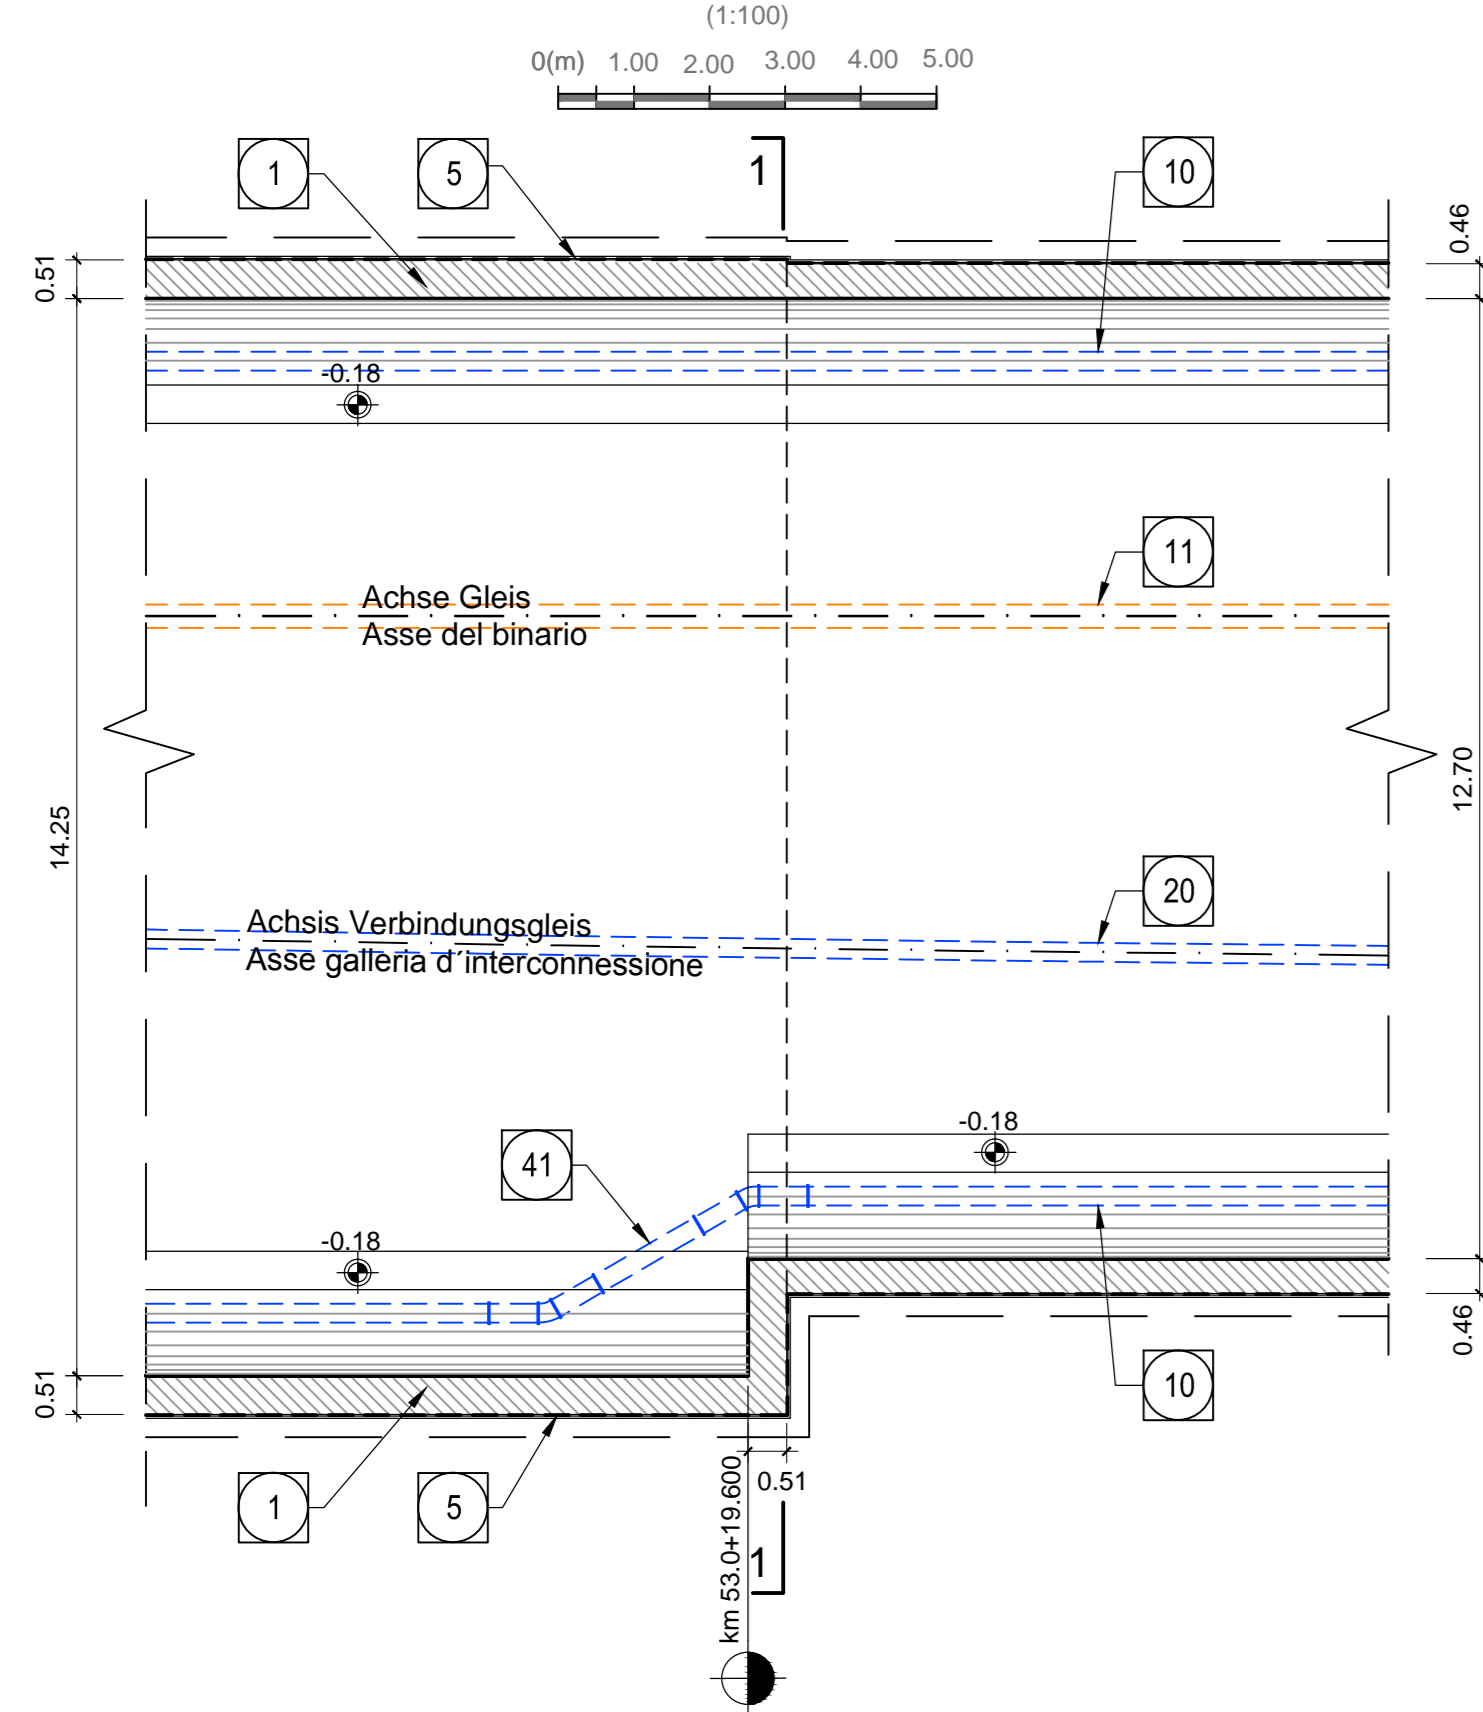 (1:100)
0(m) 1.00 2.00 3.00 4.00 5.00
1 5 1 10
0.46
0.51
-0.18
11
Achse Gleis
Asse del binario
12.70
14.25
20
Achsis Verbindungsgleis
Asse galleria d´interconnessione
-0.18
41
-0.18
0.46
0.51
10
0.51
km 53.0+19.600
1 5 1